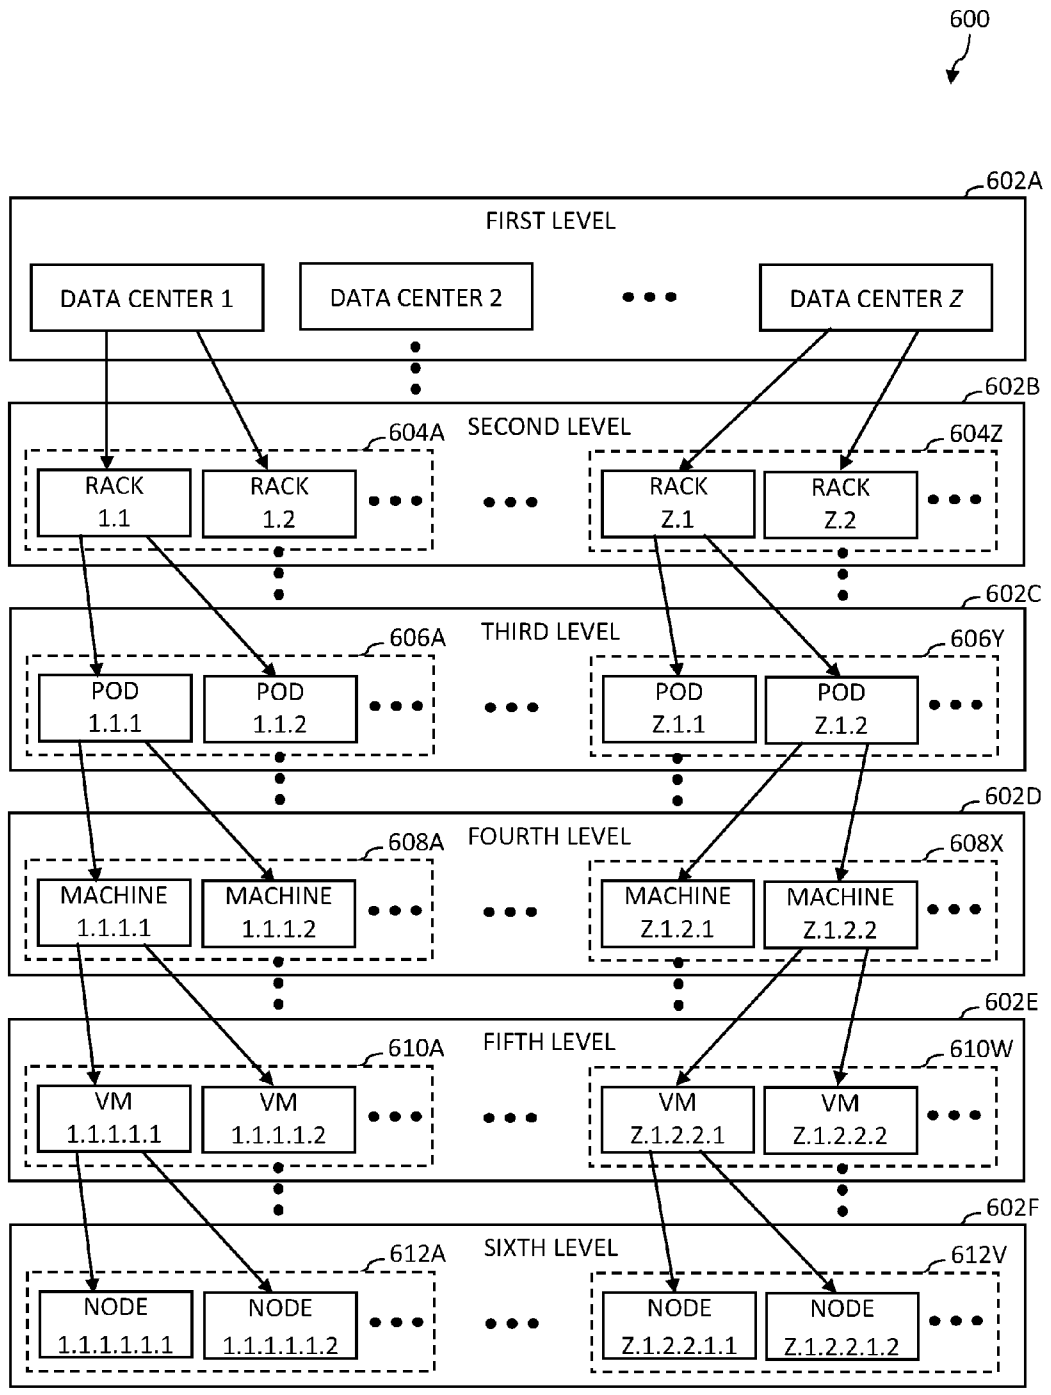 600
602A
FIRST LEVEL
DATA CENTER 1
DATA CENTER 2
DATA CENTER Z
602B
SECOND LEVEL
604A
604Z
RACK
1.1
RACK
1.2
RACK
Z.1
RACK
Z.2
602C
THIRD LEVEL
606A
606Y
POD
1.1.1
POD
1.1.2
POD
Z.1.1
POD
Z.1.2
602D
FOURTH LEVEL
608A
608X
MACHINE
1.1.1.1
MACHINE
1.1.1.2
MACHINE
Z.1.2.1
MACHINE
Z.1.2.2
602E
FIFTH LEVEL
610A
610W
VM
1.1.1.1.1
VM
1.1.1.1.2
VM
Z.1.2.2.1
VM
Z.1.2.2.2
602F
SIXTH LEVEL
612A
612V
NODE
1.1.1.1.1.1
NODE
1.1.1.1.1.2
NODE
Z.1.2.2.1.1
NODE
Z.1.2.2.1.2